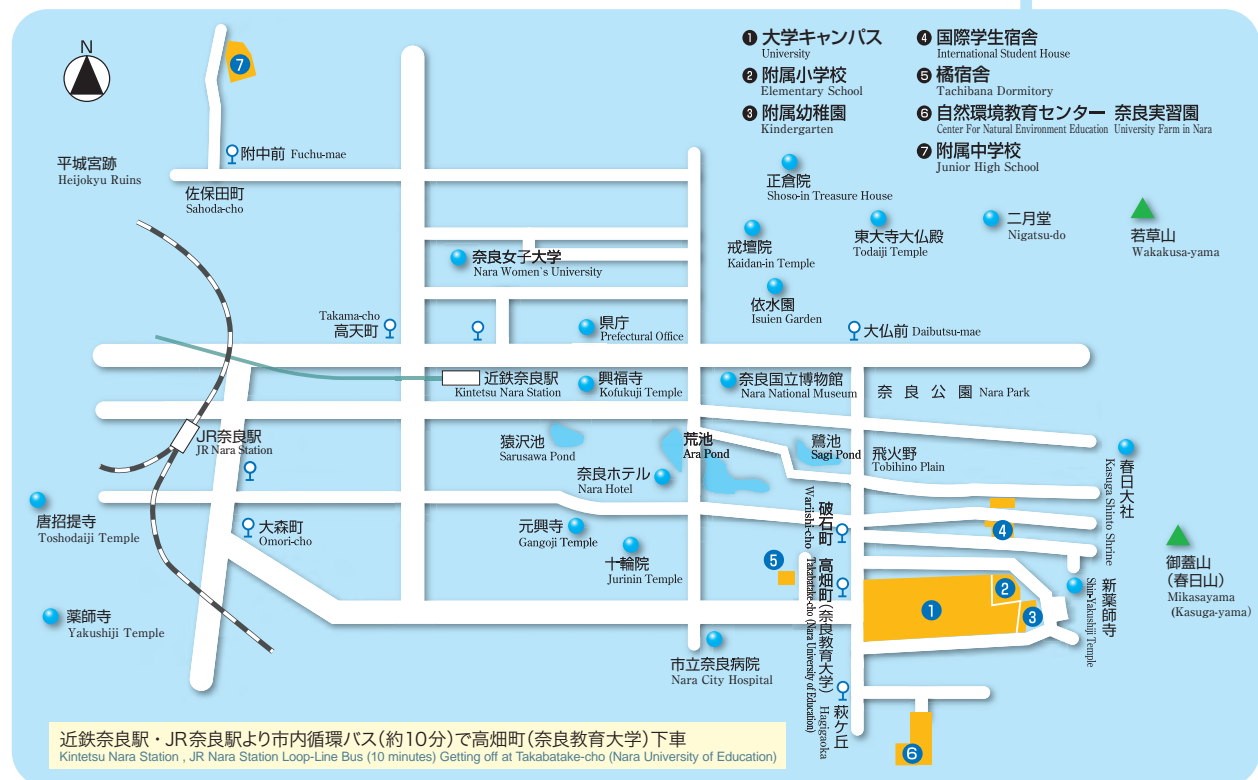 N
❶ 大学キャンパス
University
❷ 附属小学校
Elementary School
❸ 附属幼稚園
Kindergarten
❹ 国際学生宿舎
International Student House
❺ 橘宿舎
Tachibana Dormitory
❻ 自然環境教育センター 奈良実習園
Center For Natural Environment Education University Farm in Nara
❼ 附属中学校
Junior High School
7
附中前 Fuchu-mae
平城宮跡
Heijokyu Ruins
佐保田町
Sahoda-cho
正倉院
Shoso-in Treasure House
戒壇院
Kaidan-in Temple
東大寺大仏殿
Todaiji Temple
二月堂
Nigatsu-do
若草山
Wakakusa-yama
奈良女子大学
Nara Women's University
依水園
Isuien Garden
Takama-cho
高天町
県庁
Prefectural Office
大仏前 Daibutsu-mae
近鉄奈良駅
Kintetsu Nara Station
興福寺
Kofukuji Temple
奈良国立博物館
Nara National Museum
奈良公園 Nara Park
JR奈良駅
JR Nara Station
猿沢池
Sarusawa Pond
荒池
Ara Pond
鷺池
Sagi Pond
飛火野
Tobihino Plain
春日大社
Kasuga Shinto Shrine
奈良ホテル
Nara Hotel
唐招提寺
Toshodaiji Temple
大森町
Omori-cho
元興寺
Gangoji Temple
十輪院
Jurinin Temple
破石町
Wariishi-cho
4
御蓋山
(春日山)
Mikasayama
(Kasuga-yama)
5
高畑町(奈良教育大学)
Takabatake-cho (Nara University of Education)
1
2
3
新薬師寺
Shin-Yakushiji Temple
薬師寺
Yakushiji Temple
市立奈良病院
Nara City Hospital
萩ケ丘
Hagigaoka
6
近鉄奈良駅・JR奈良駅より市内循環バス(約10分)で高畑町(奈良教育大学)下車
Kintetsu Nara Station , JR Nara Station Loop-Line Bus (10 minutes) Getting off at Takabatake-cho (Nara University of Education)